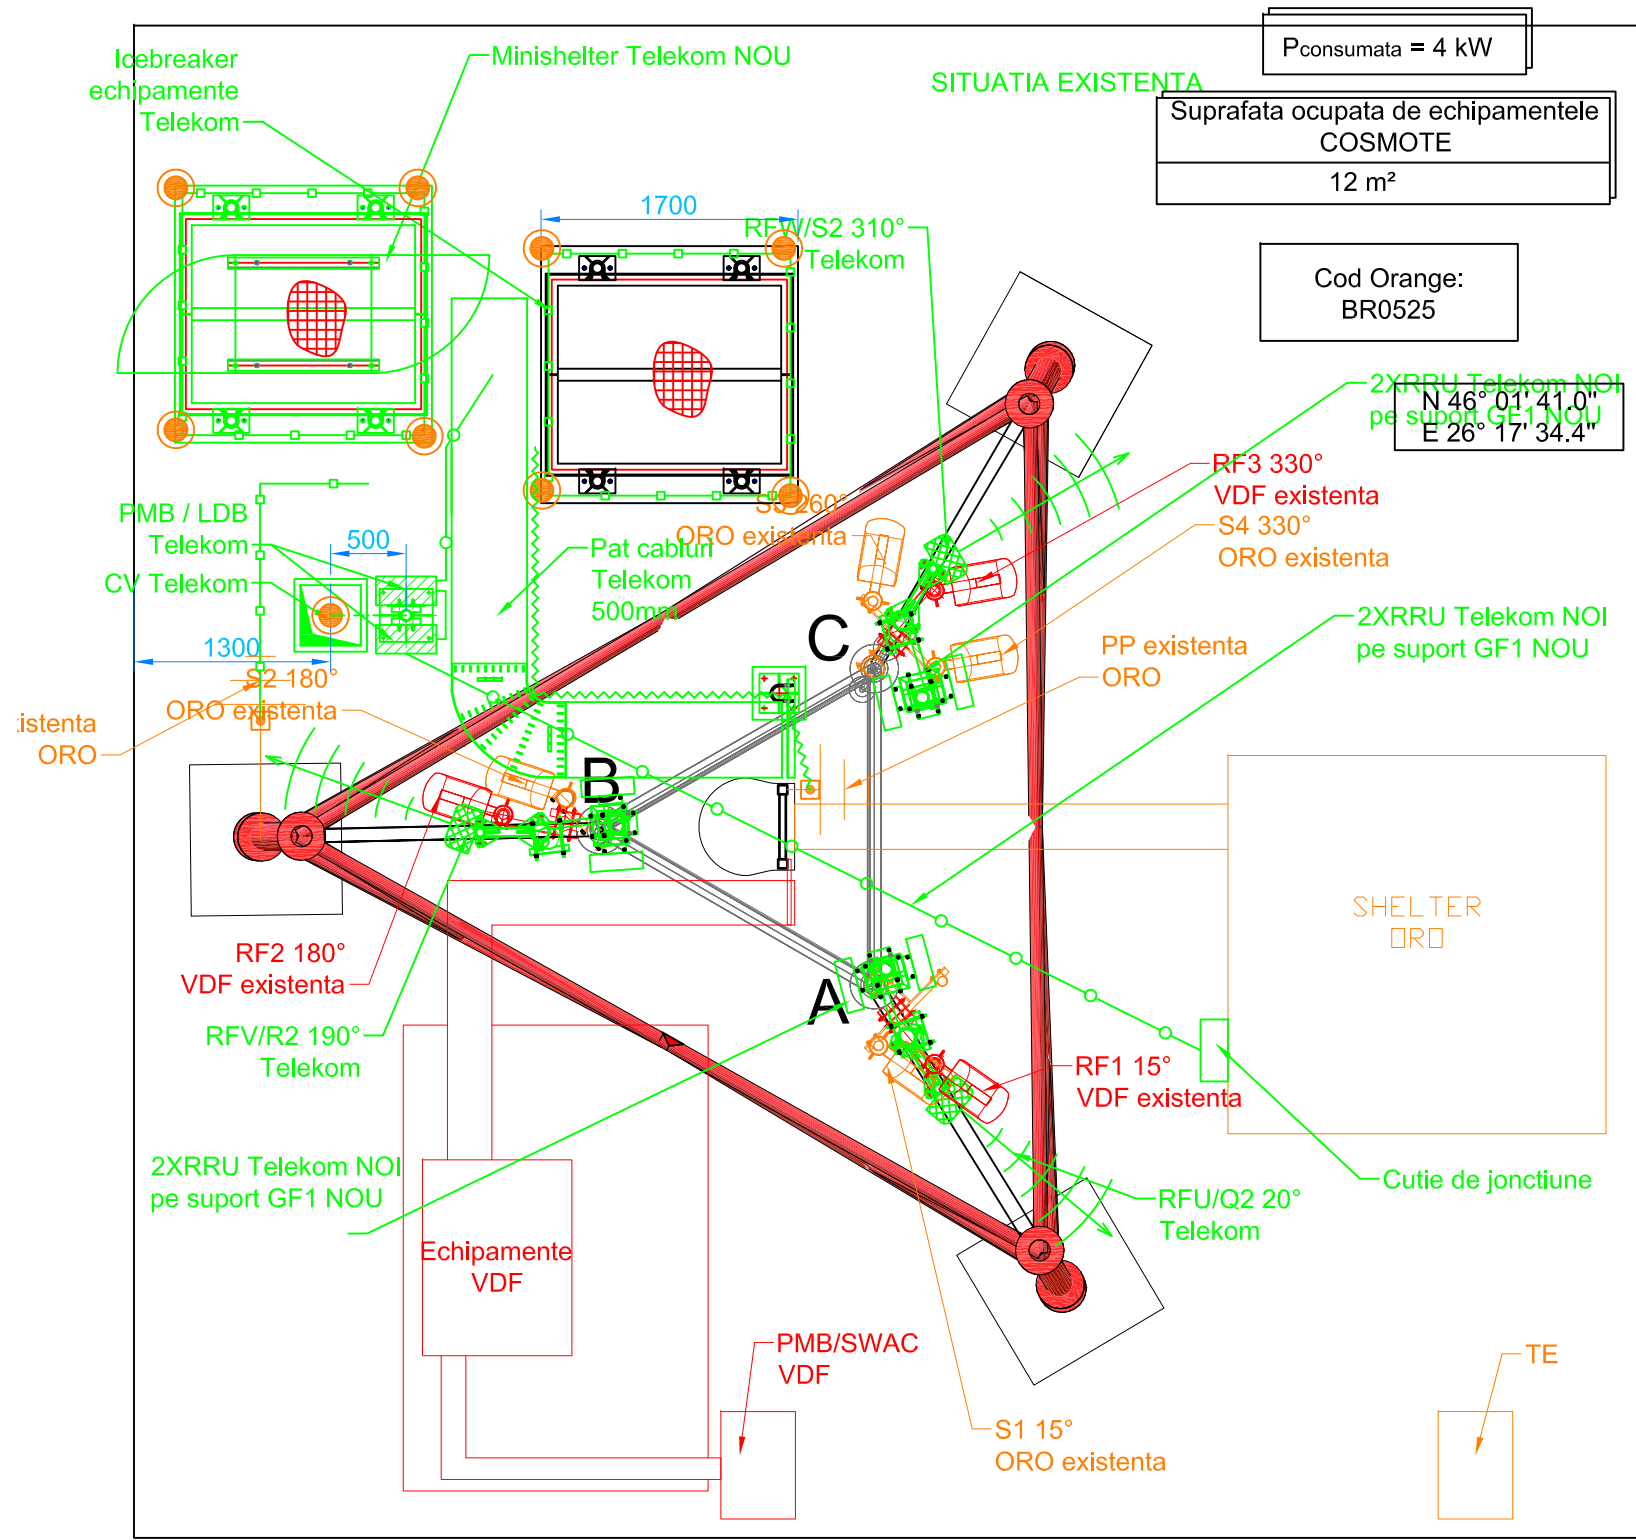 Pconsumata = 4 kW
SITUATIA EXISTENTA
Suprafata ocupata de echipamentele
COSMOTE
12 m²
Cod Orange:
BR0525
Icebreaker
echipamente
Telekom
Minishelter Telekom NOU
1700
RFW/S2 310°
Telekom
2XRRU Telekom NOI
pe suport GF1 NOU
N 46° 01' 41.0"
E 26° 17' 34.4"
RF3 330°
VDF existenta
S4 330°
ORO existenta
S3 260°
ORO existenta
PMB / LDB
Telekom
500
CV Telekom
Pat cabluri
Telekom
500mm
1300
C
2XRRU Telekom NOI
pe suport GF1 NOU
PP existenta
ORO
S2 180°
ORO existenta
istenta
ORO
B
SHELTER
ORO
RF2 180°
VDF existenta
A
RFV/R2 190°
Telekom
RF1 15°
VDF existenta
2XRRU Telekom NOI
pe suport GF1 NOU
Cutie de jonctiune
RFU/Q2 20°
Telekom
Echipamente
VDF
PMB/SWAC
VDF
TE
S1 15°
ORO existenta